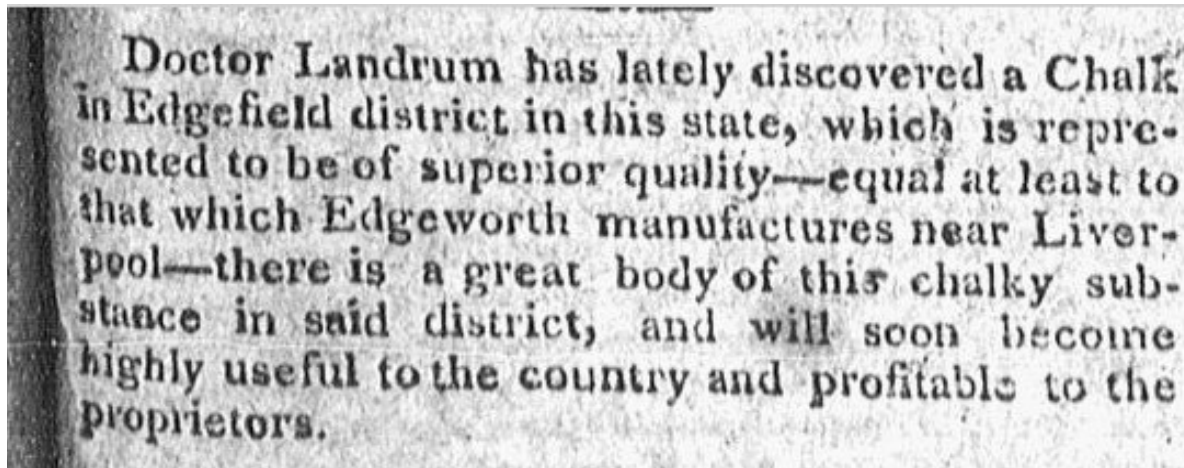 Doctor Landrum has lately discovered a Chalk
in Edgefield district in this state, which is repre-
sented to be of superior quality—equal at least to
that which Edgeworth manufactures near Liver-
pool—there is a great body of this chalky sub-
stance in said district, and will soon become
highly useful to the country and profitable to the
proprietors.